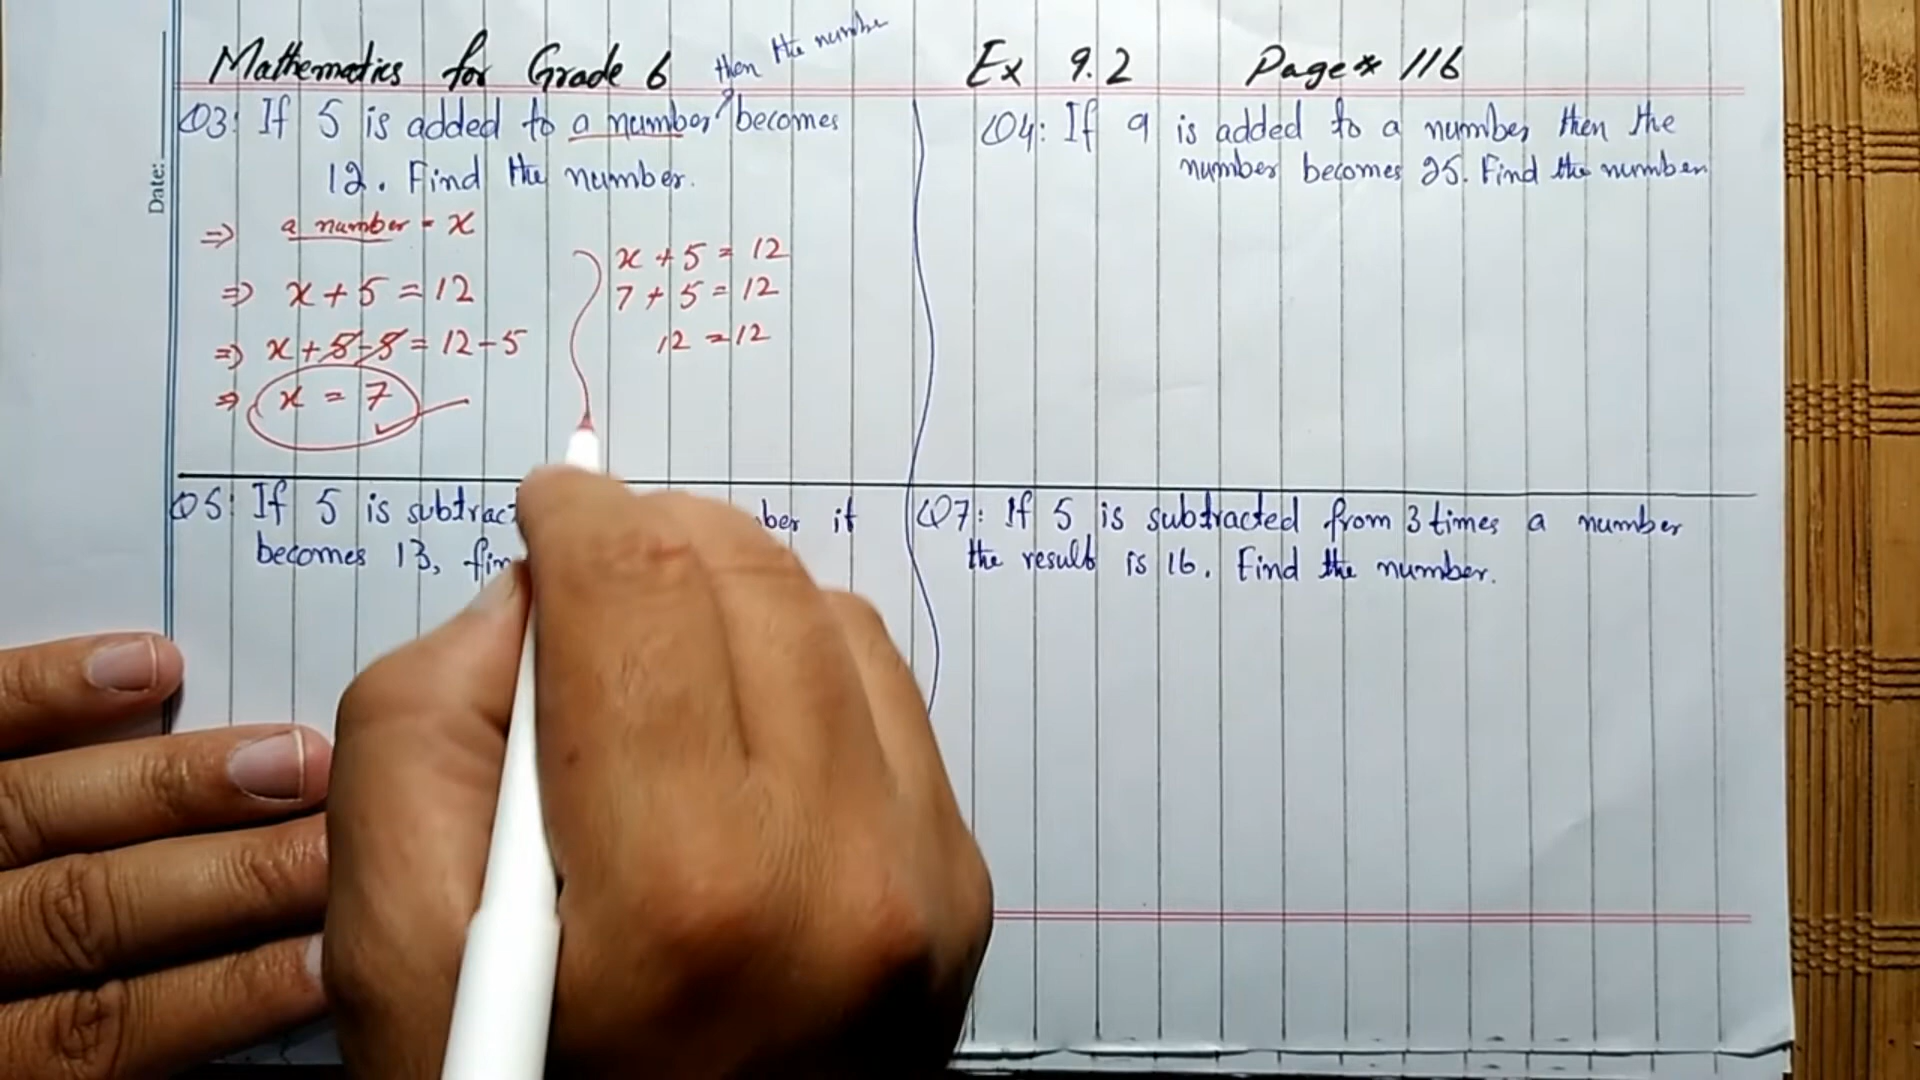 Mathematics for Grade 6
then the number
Ex 9.2 Page* 116
Date:
Q3: If 5 is added to a number becomes
12. Find the number.
⇒ a number = x
⇒ x + 5 = 12
⇒ x + 5 - 5 = 12 - 5
⇒ x = 7
x + 5 = 12
7 + 5 = 12
12 = 12
Q4: If 9 is added to a number then the
number becomes 25. Find the number
Q5: If 5 is subtract it
becomes 13,
Q7: If 5 is subtracted from 3 times a number
the result is 16. Find the number.